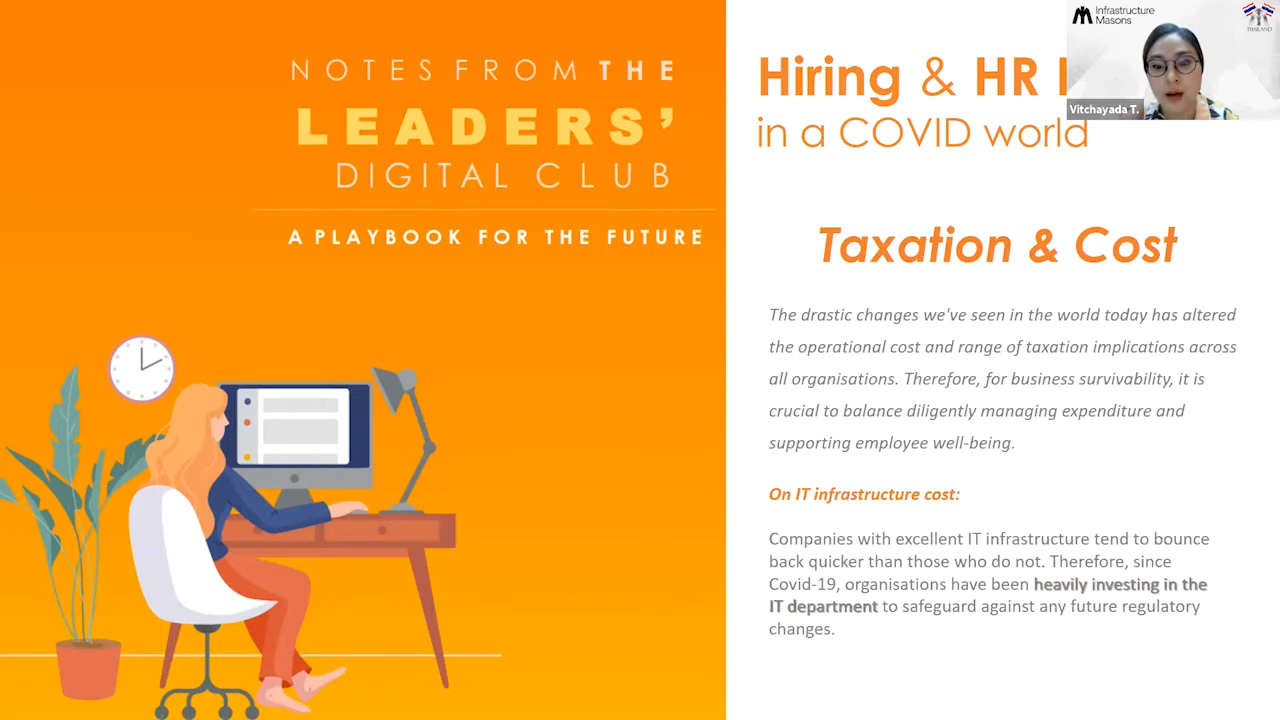 NOTES FROM THE
LEADERS’
DIGITAL CLUB
A PLAYBOOK FOR THE FUTURE
Infrastructure
Masons
THAILAND
Vitchayada T.
Hiring & HR
in a COVID world
Taxation & Cost
The drastic changes we've seen in the world today has altered
the operational cost and range of taxation implications across
all organisations. Therefore, for business survivability, it is
crucial to balance diligently managing expenditure and
supporting employee well-being.
On IT infrastructure cost:
Companies with excellent IT infrastructure tend to bounce
back quicker than those who do not. Therefore, since
Covid-19, organisations have been heavily investing in the
IT department to safeguard against any future regulatory
changes.